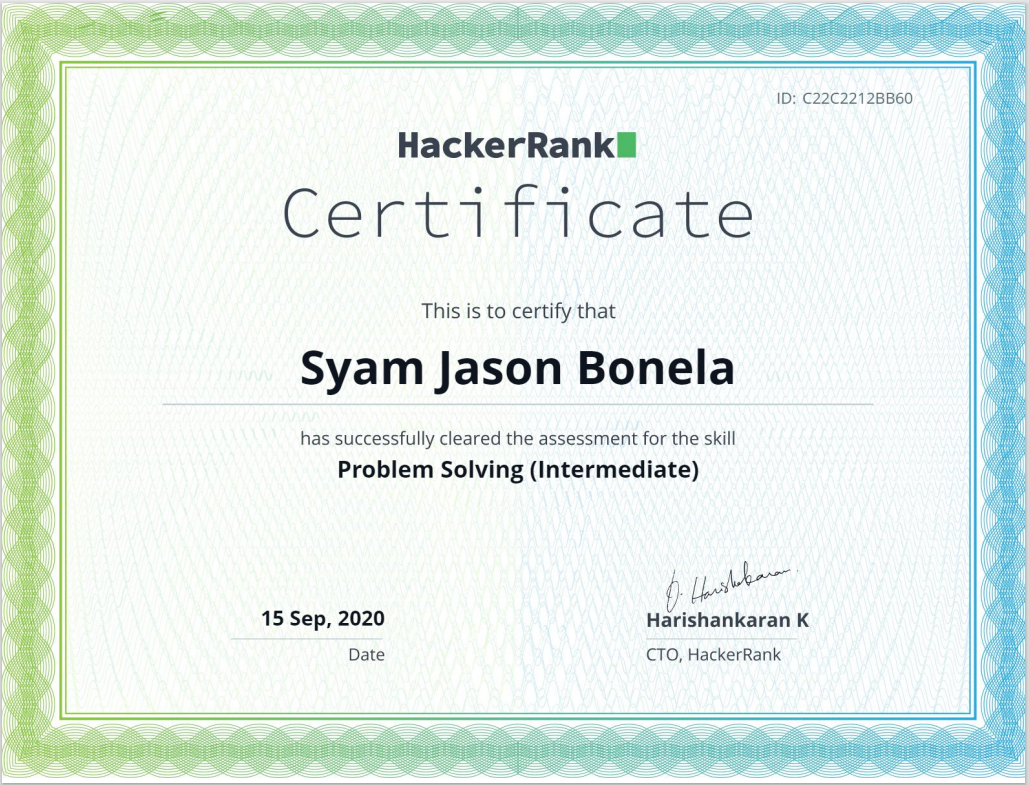 ID: C22C2212BB60
HackerRank
Certificate
This is to certify that
Syam Jason Bonela
has successfully cleared the assessment for the skill
Problem Solving (Intermediate)
15 Sep, 2020
Harishankaran K
Date
CTO, HackerRank